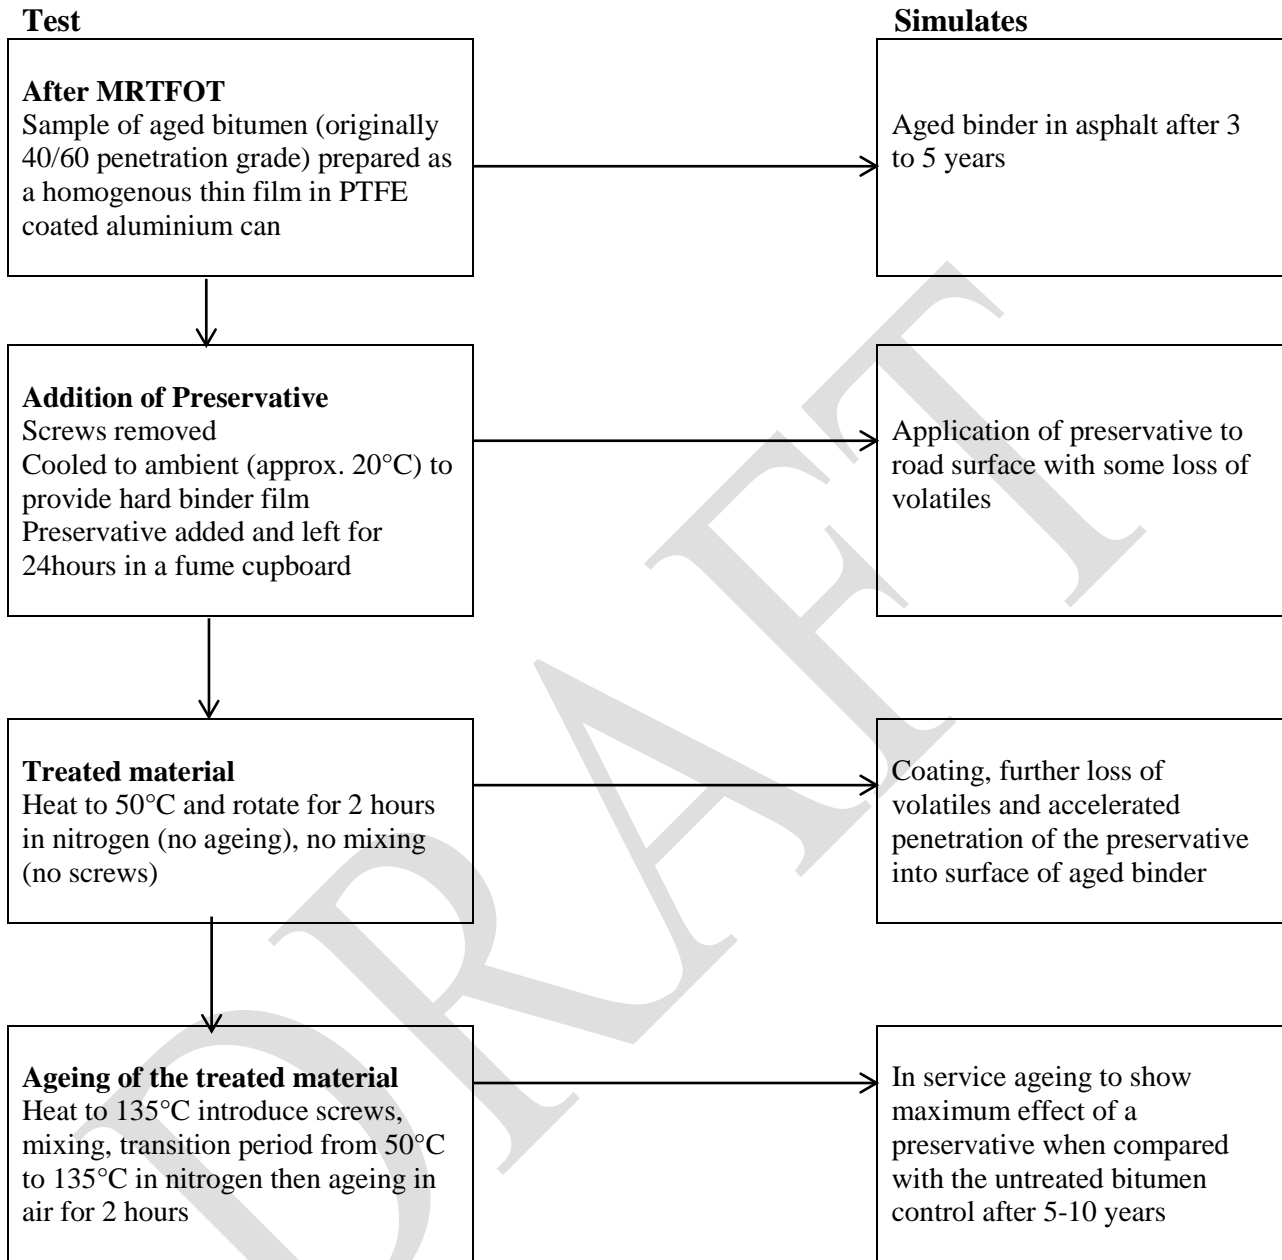 Test
Simulates
After MRTFOT
Sample of aged bitumen (originally
40/60 penetration grade) prepared as
a homogenous thin film in PTFE
coated aluminium can
Aged binder in asphalt after 3
to 5 years
Addition of Preservative
Screws removed
Cooled to ambient (approx. 20°C) to
provide hard binder film
Preservative added and left for
24hours in a fume cupboard
Application of preservative to
road surface with some loss of
volatiles
Treated material
Heat to 50°C and rotate for 2 hours
in nitrogen (no ageing), no mixing
(no screws)
Coating, further loss of
volatiles and accelerated
penetration of the preservative
into surface of aged binder
Ageing of the treated material
Heat to 135°C introduce screws,
mixing, transition period from 50°C
to 135°C in nitrogen then ageing in
air for 2 hours
In service ageing to show
maximum effect of a
preservative when compared
with the untreated bitumen
control after 5-10 years
DRAFT